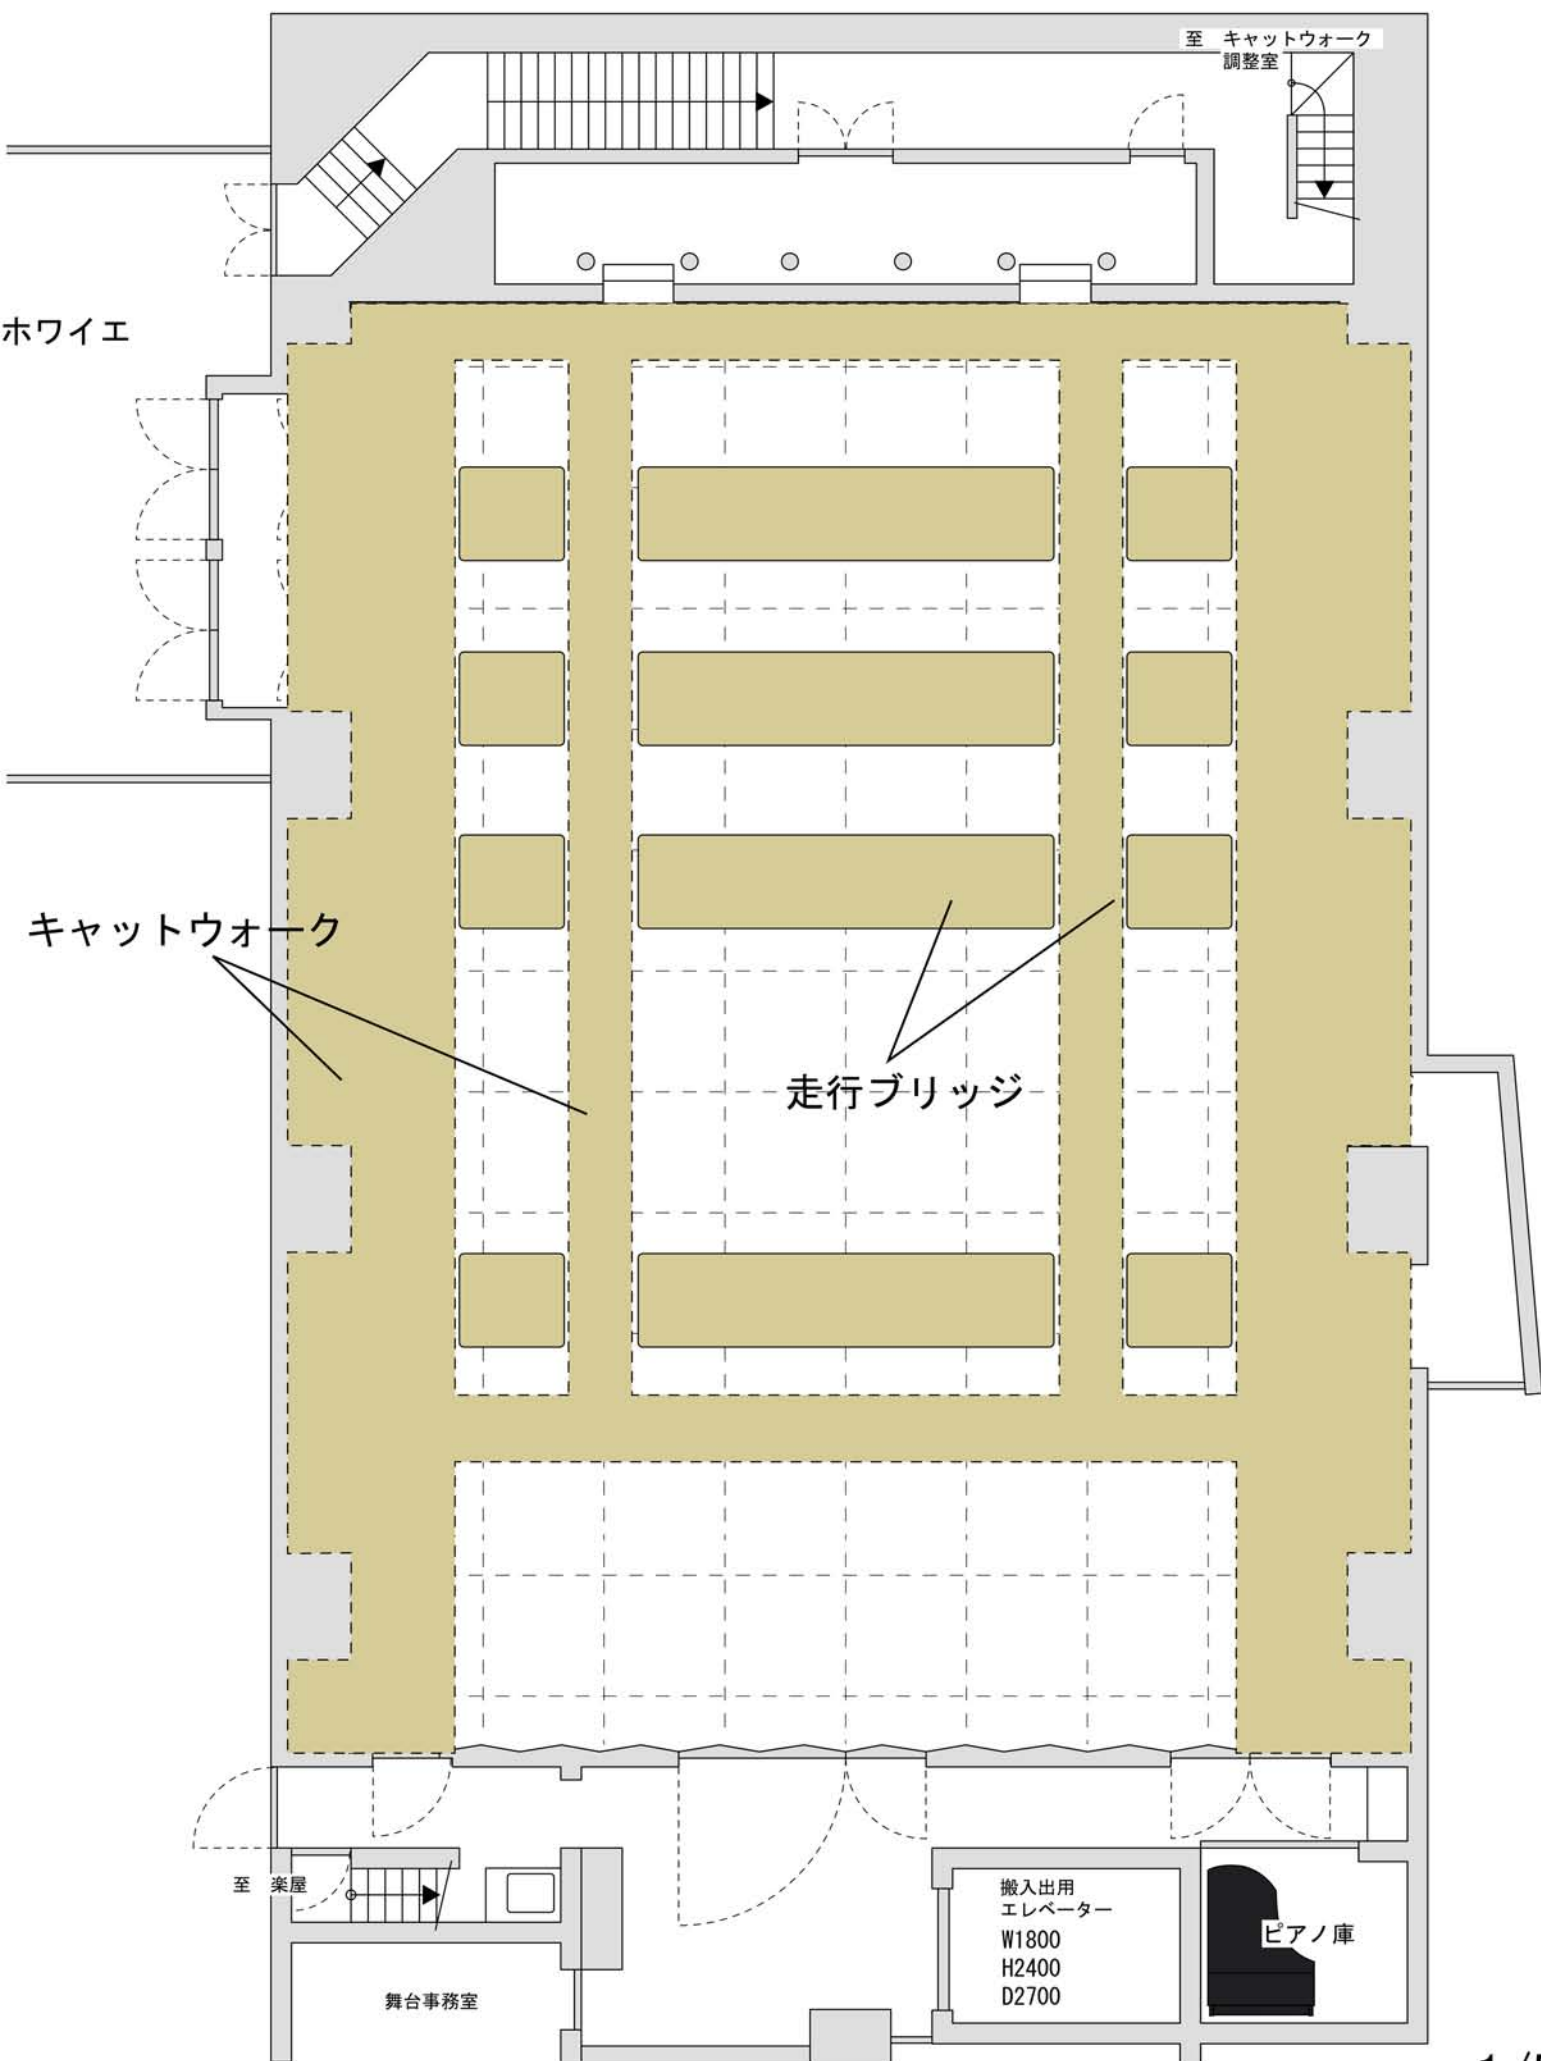 至　キャットウォーク
調整室
ホワイエ
キャットウォーク
走行ブリッジ
至　楽屋
搬入出用
エレベーター
W1800
H2400
D2700
ピアノ庫
舞台事務室